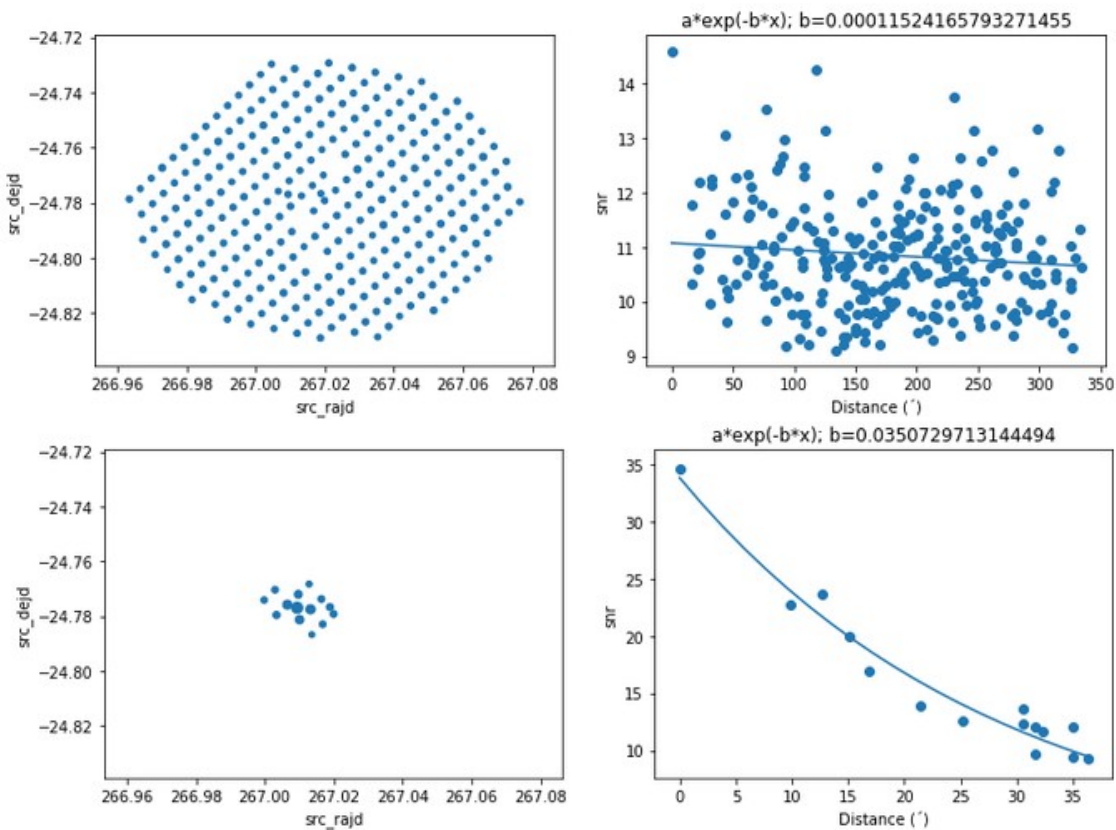 −24.72
−24.74
−24.76
−24.78
−24.80
−24.82
src_dejd
266.96 266.98 267.00 267.02 267.04 267.06 267.08
src_rajd
a*exp(-b*x); b=0.00011524165793271455
14
13
12
11
10
9
snr
0 50 100 150 200 250 300 350
Distance (´)
−24.72
−24.74
−24.76
−24.78
−24.80
−24.82
src_dejd
266.96 266.98 267.00 267.02 267.04 267.06 267.08
src_rajd
a*exp(-b*x); b=0.0350729713144494
35
30
25
20
15
10
snr
0 5 10 15 20 25 30 35
Distance (´)